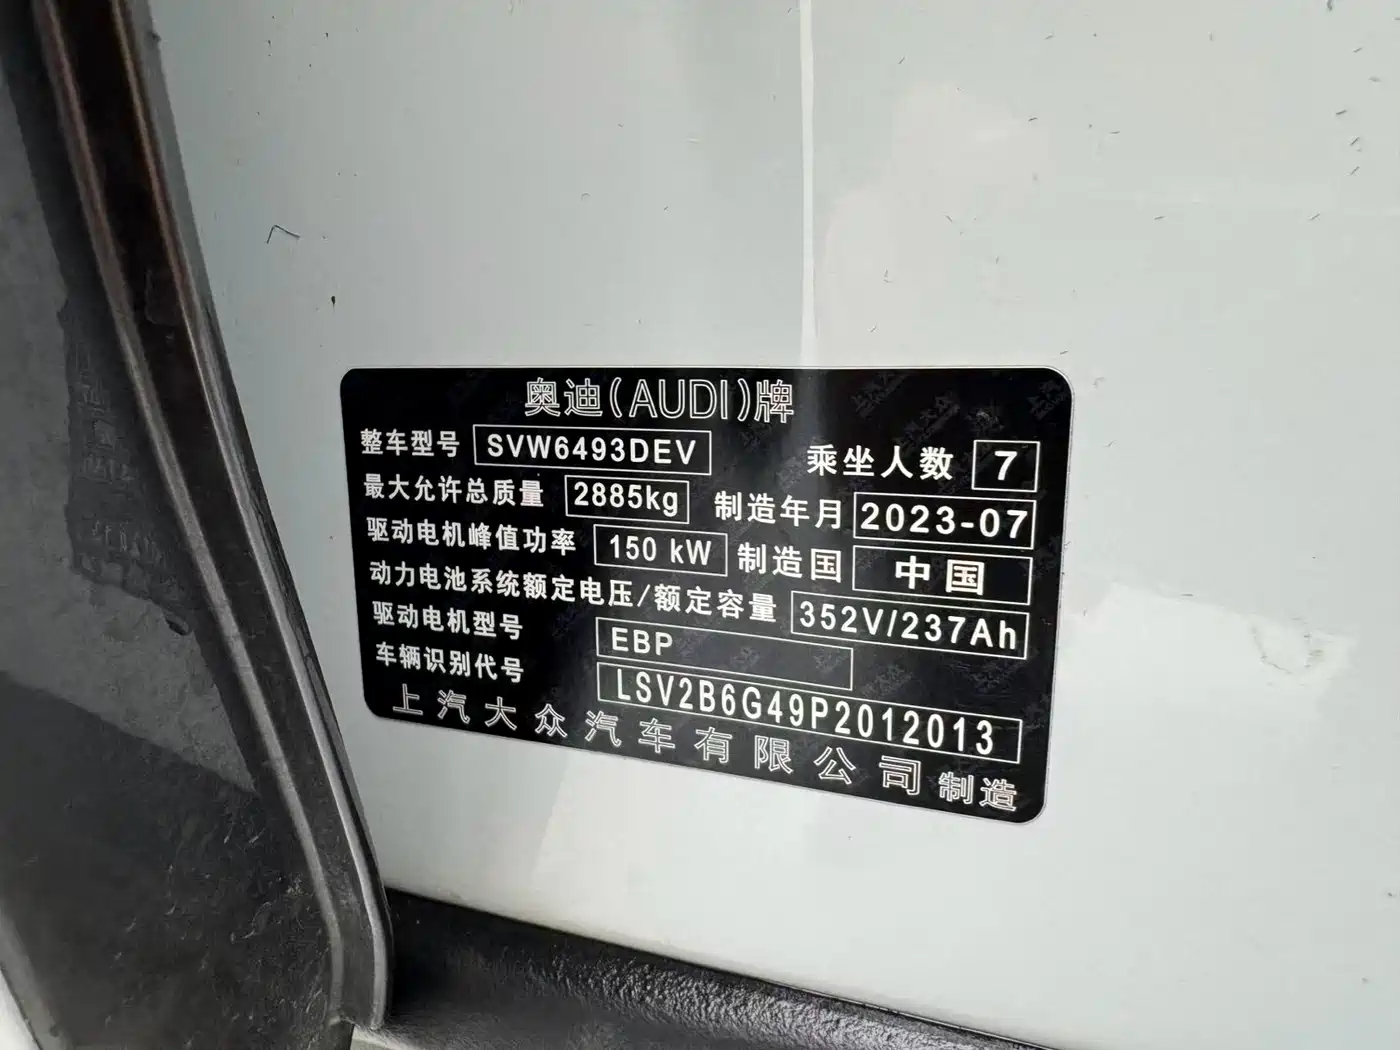 奥迪(AUDI)牌
整车型号 SVW6493DEV 乘坐人数 7
最大允许总质量 2885kg 制造年月 2023-07
驱动电机峰值功率 150 kW 制造国 中国
动力电池系统额定电压/额定容量 352V/237Ah
驱动电机型号 EBP
车辆识别代号 LSV2B6G49P2012013
上汽大众汽车有限公司制造